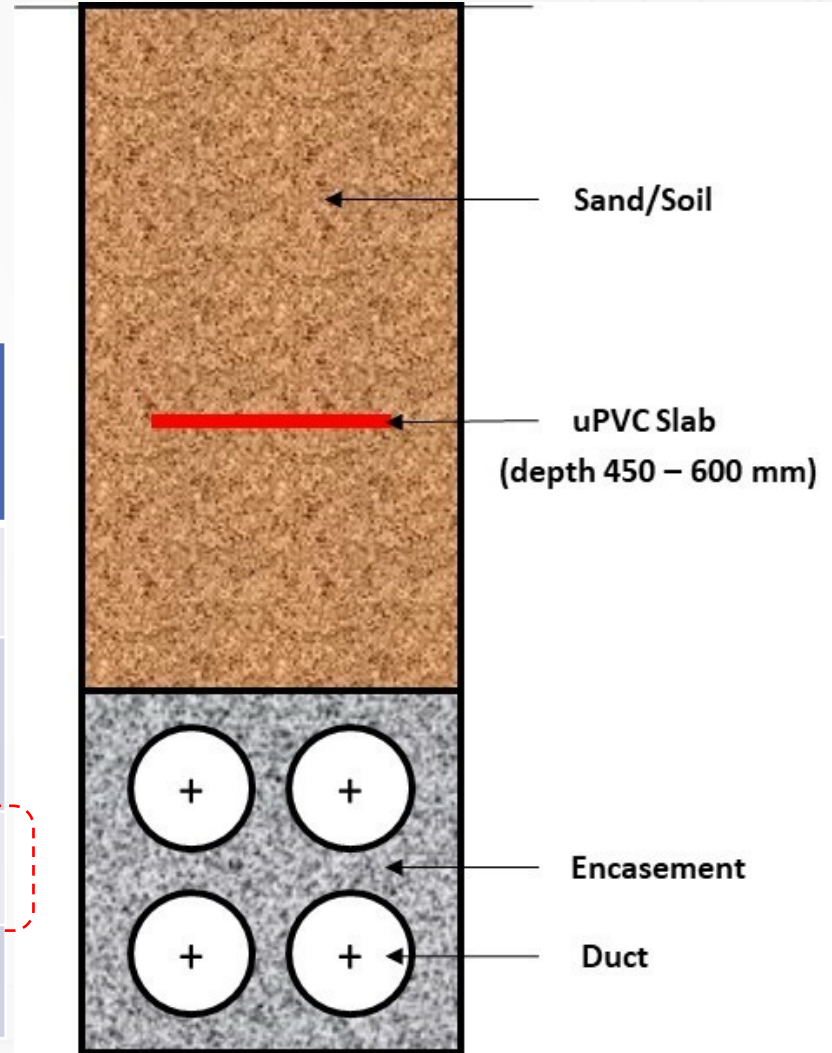 Sand/Soil
uPVC Slab
(depth 450 – 600 mm)
+ +
Encasement
+ +
Duct